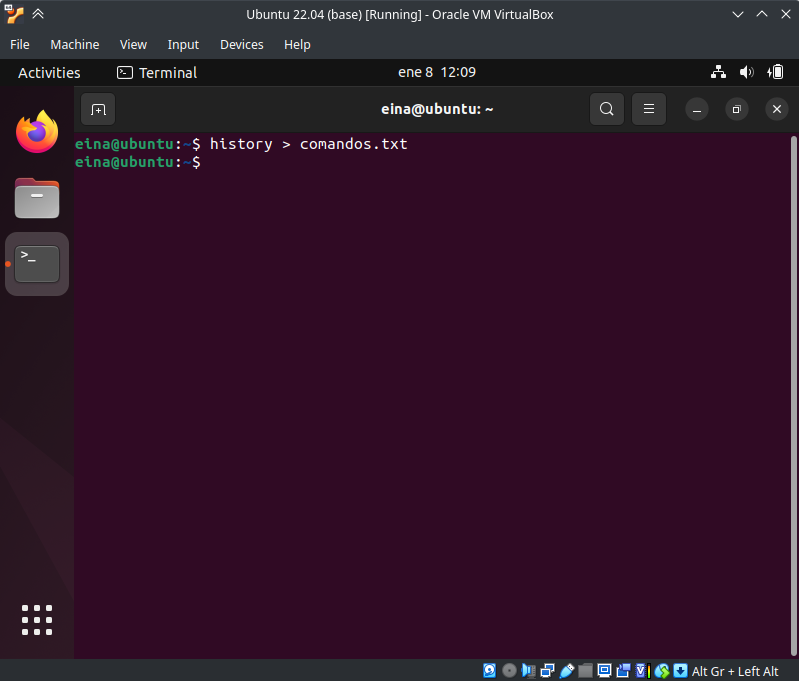 Ubuntu 22.04 (base) [Running] - Oracle VM VirtualBox
File Machine View Input Devices Help
Activities Terminal ene 8 12:09
eina@ubuntu: ~
eina@ubuntu:~$ history > comandos.txt
eina@ubuntu:~$
>_
Alt Gr + Left Alt